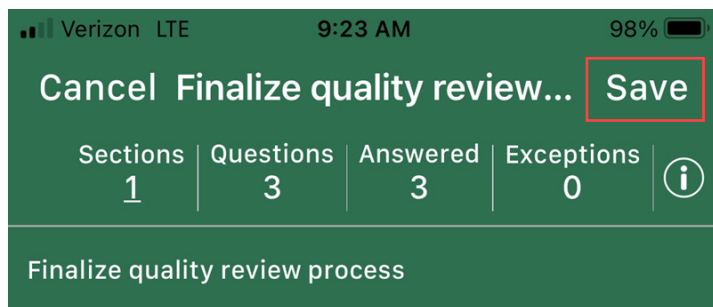 Verizon LTE 9:23 AM 98%
Cancel Finalize quality revi... Save
Sections Questions Answered Exceptions
1 3 3 0
Finalize quality review process